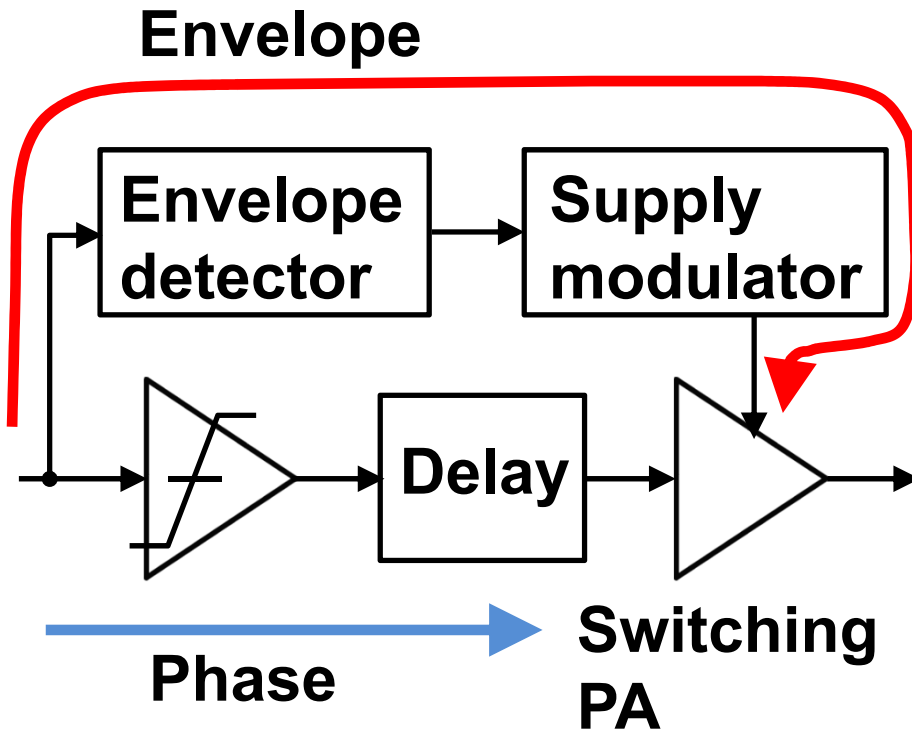 Envelope
Envelope
detector
Supply
modulator
Delay
Phase
Switching
PA